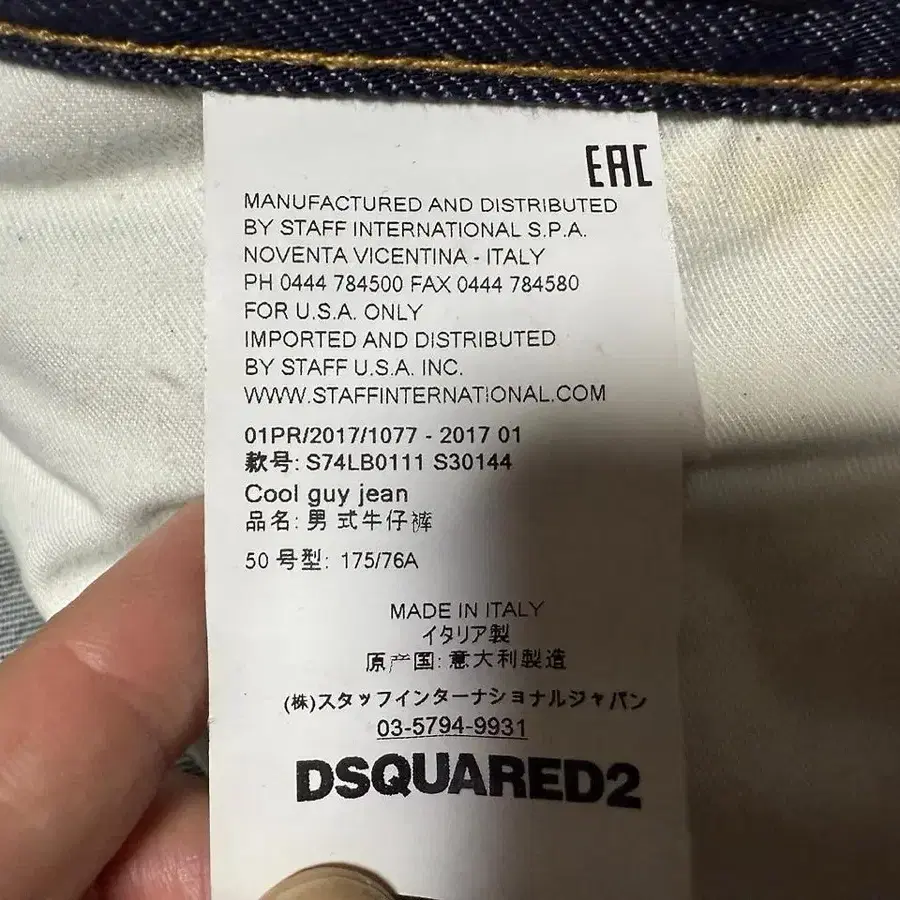 EAC
MANUFACTURED AND DISTRIBUTED
BY STAFF INTERNATIONAL S.P.A.
NOVENTA VICENTINA - ITALY
PH 0444 784500 FAX 0444 784580
FOR U.S.A. ONLY
IMPORTED AND DISTRIBUTED
BY STAFF U.S.A. INC.
WWW.STAFFINTERNATIONAL.COM
01PR/2017/1077 - 2017 01
款号: S74LB0111 S30144
Cool guy jean
品名: 男 式牛仔裤
50 号型: 175/76A
MADE IN ITALY
イタリア製
原产国: 意大利製造
(株)スタッフインターナショナルジャパン
03-5794-9931
DSQUARED2